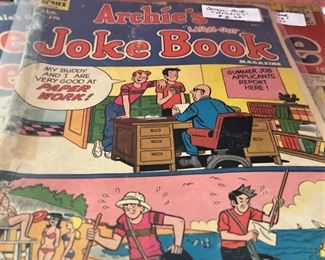 Archie's
LAUGH-OUT
Joke Book
MAGAZINE
MY BUDDY
AND I ARE
VERY GOOD AT
PAPER
WORK!
SUMMER JOB
APPLICANTS
REPORT
HERE!